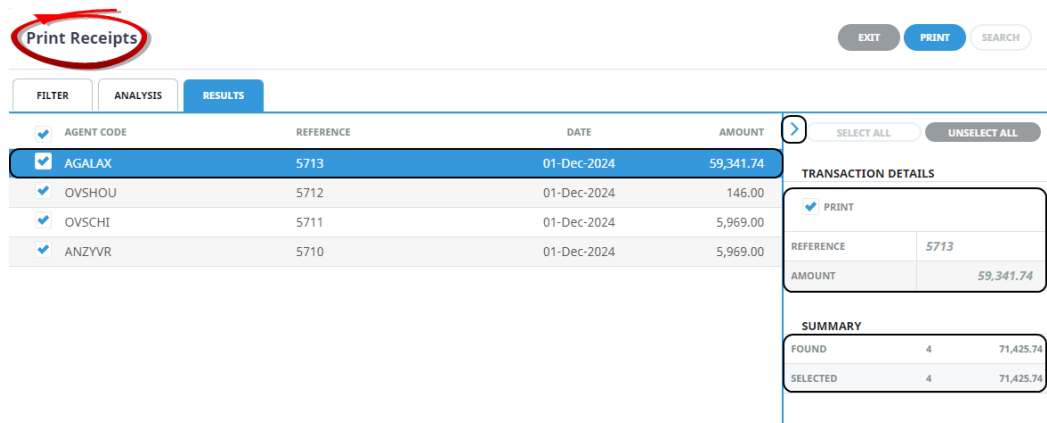 Print Receipts
EXIT PRINT SEARCH
FILTER ANALYSIS RESULTS
AGENT CODE REFERENCE DATE AMOUNT
AGALAX 5713 01-Dec-2024 59,341.74
OVSHOU 5712 01-Dec-2024 146.00
OVSCHI 5711 01-Dec-2024 5,969.00
ANZYVR 5710 01-Dec-2024 5,969.00
SELECT ALL UNSELECT ALL
TRANSACTION DETAILS
PRINT
REFERENCE 5713
AMOUNT 59,341.74
SUMMARY
FOUND 4 71,425.74
SELECTED 4 71,425.74